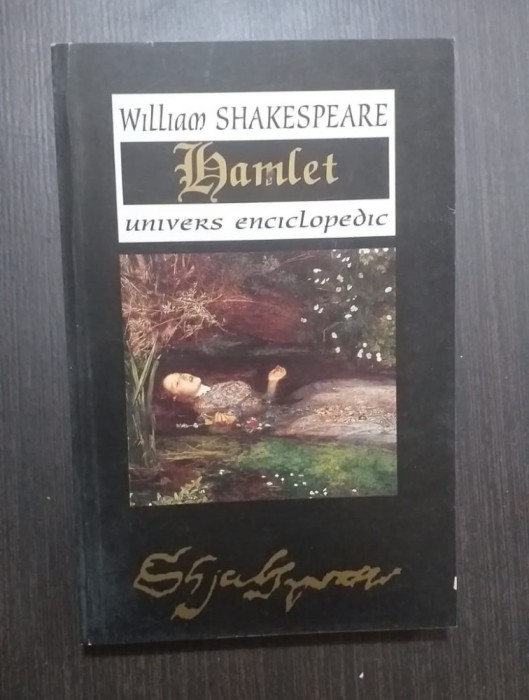 William SHAKESPEARE
Hamlet
univers enciclopedic